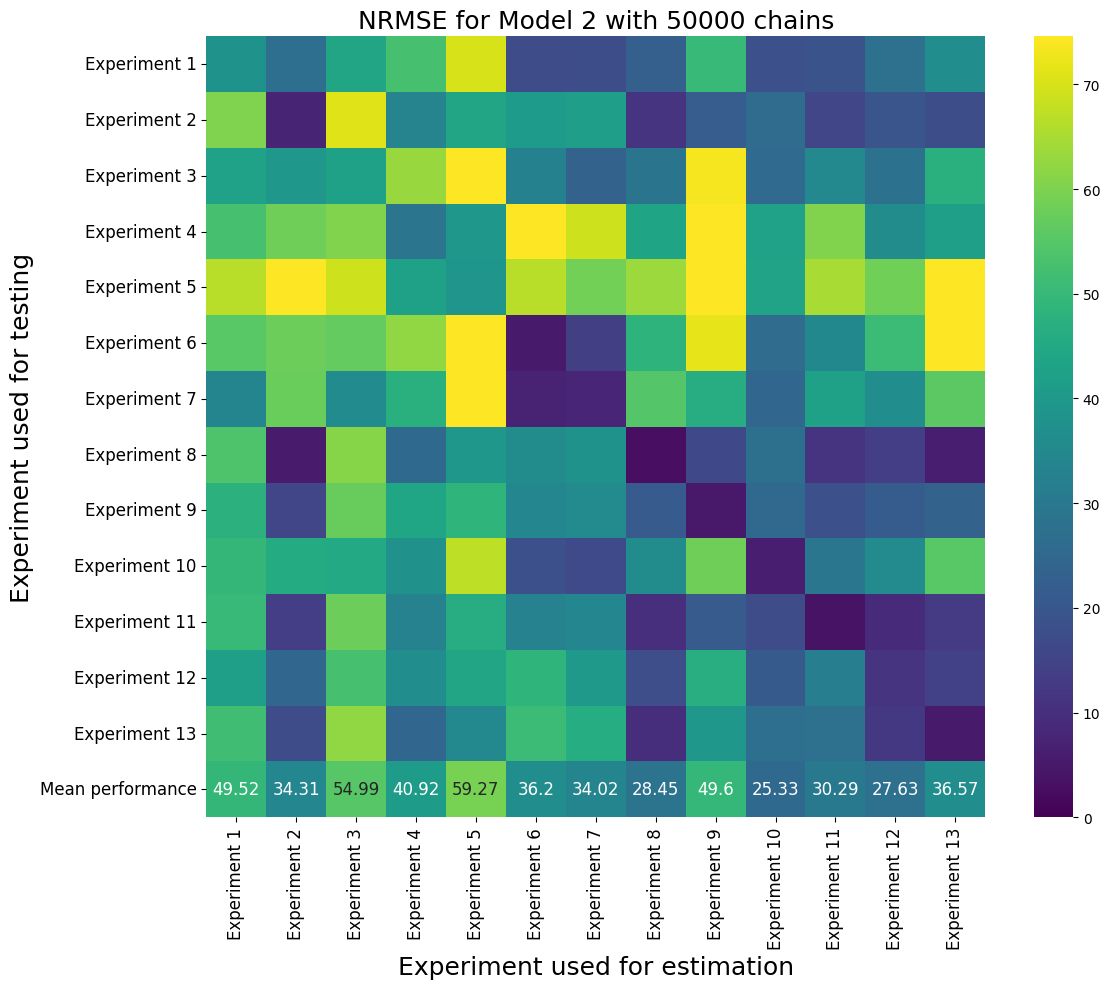 NRMSE for Model 2 with 50000 chains
Experiment used for testing
Experiment 1
Experiment 2
Experiment 3
Experiment 4
Experiment 5
Experiment 6
Experiment 7
Experiment 8
Experiment 9
Experiment 10
Experiment 11
Experiment 12
Experiment 13
Mean performance 49.52 34.31 54.99 40.92 59.27 36.2 34.02 28.45 49.6 25.33 30.29 27.63 36.57
Experiment 1
Experiment 2
Experiment 3
Experiment 4
Experiment 5
Experiment 6
Experiment 7
Experiment 8
Experiment 9
Experiment 10
Experiment 11
Experiment 12
Experiment 13
Experiment used for estimation
70
60
50
40
30
20
10
0